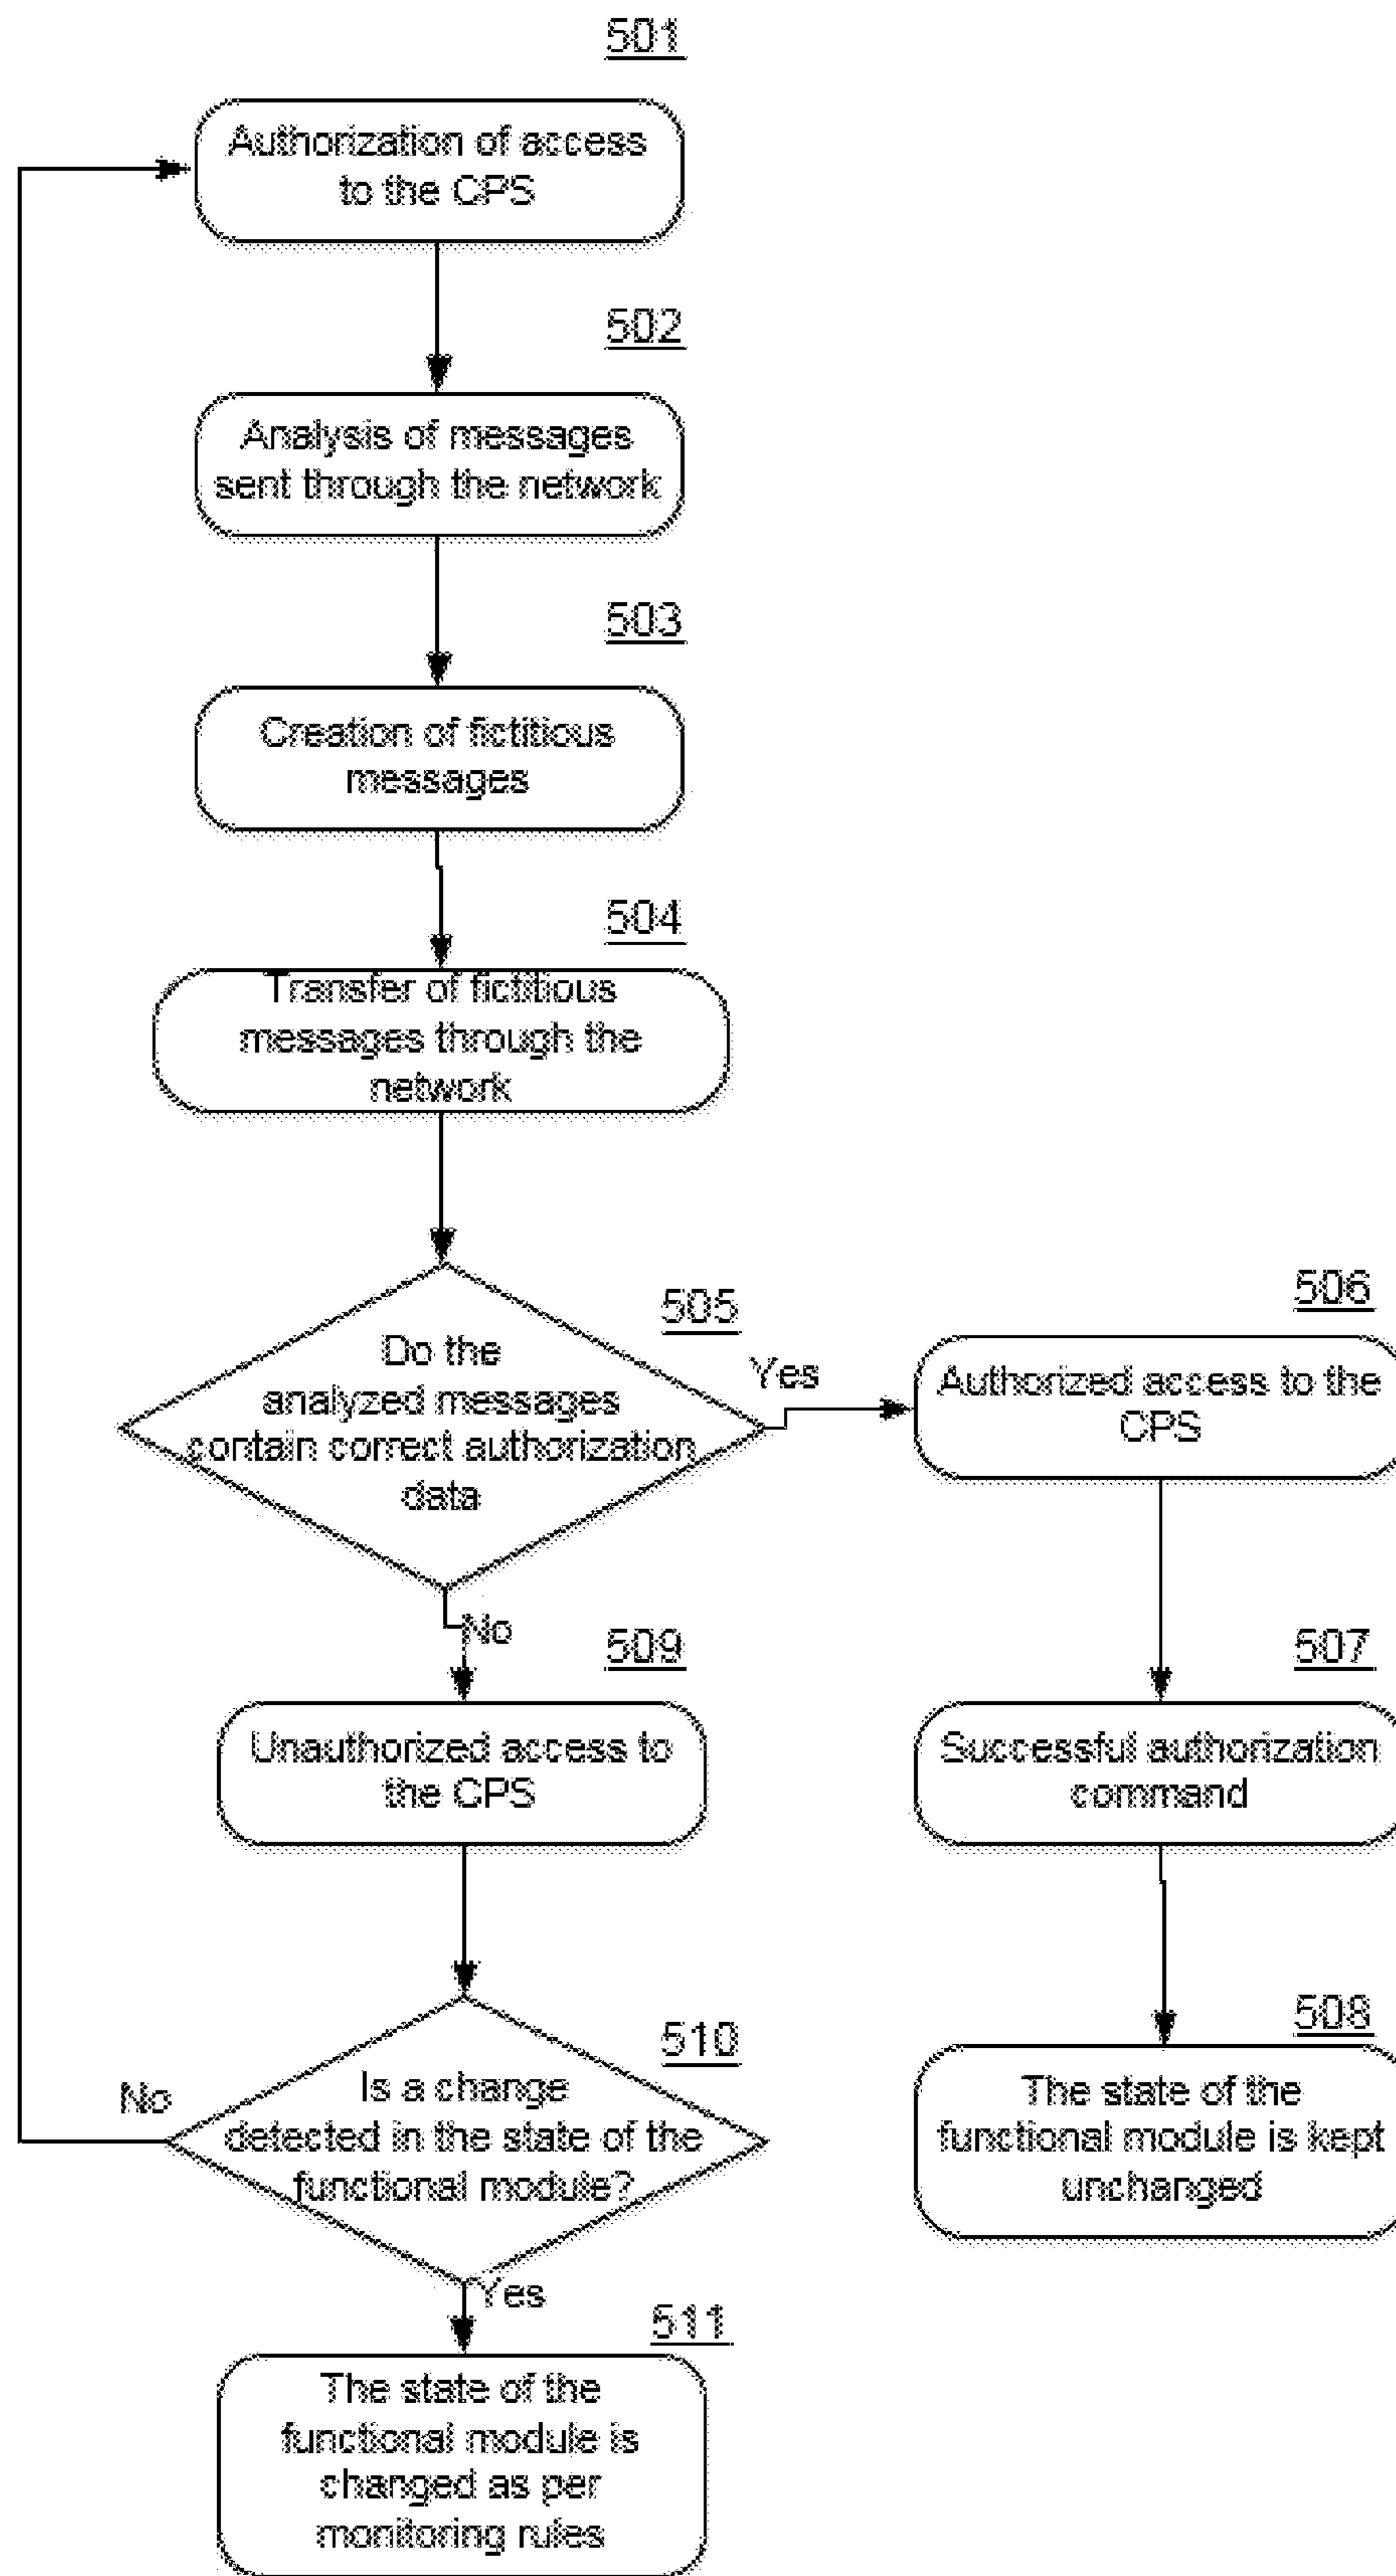 501
Authorization of access
to the CPS
502
Analysis of messages
sent through the network
503
Creation of fictitious
messages
504
Transfer of fictitious
messages through the
network
505
Do the
analyzed messages
contain correct authorization
data
Yes
506
Authorized access to the
CPS
No
509
Unauthorized access to
the CPS
507
Successful authorization
command
510
Is a change
detected in the state of the
functional module?
No
508
The state of the
functional module is kept
unchanged
Yes
511
The state of the
functional module is
changed as per
monitoring rules